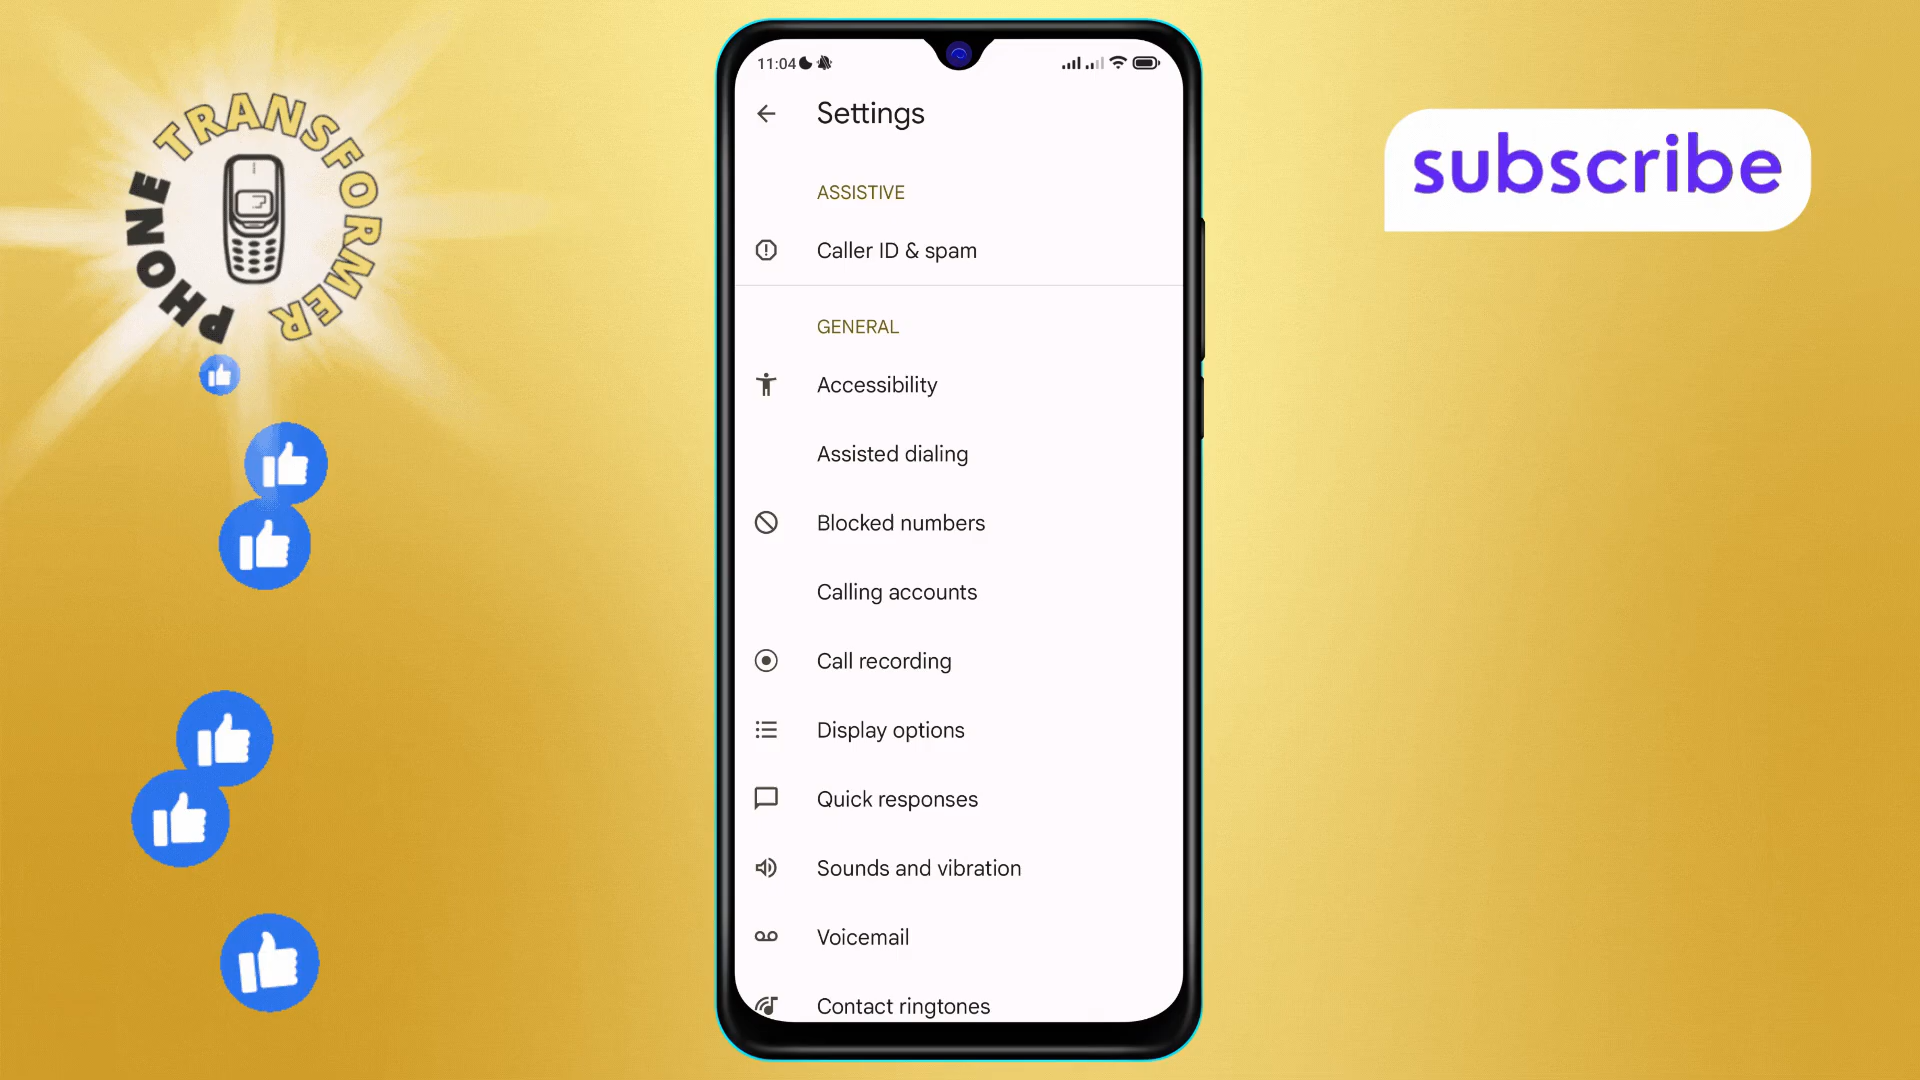 PHONE TRANSFORMER
subscribe
11:04
Settings
ASSISTIVE
Caller ID & spam
GENERAL
Accessibility
Assisted dialing
Blocked numbers
Calling accounts
Call recording
Display options
Quick responses
Sounds and vibration
Voicemail
Contact ringtones